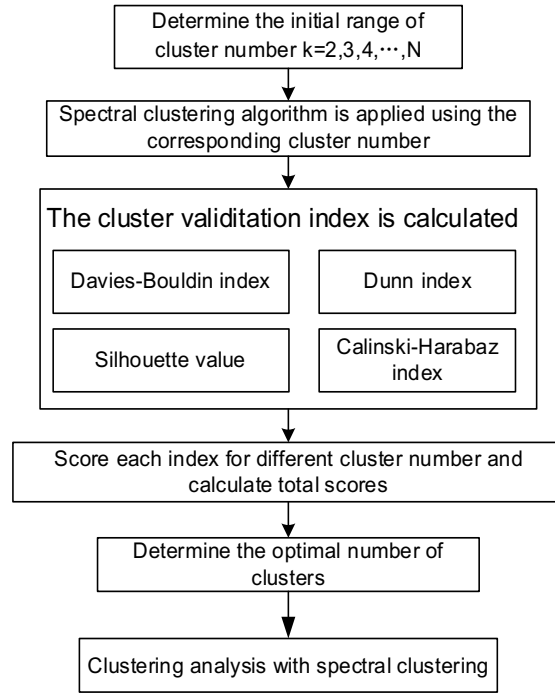 Determine the initial range of
cluster number k=2,3,4,⋯,N
Spectral clustering algorithm is applied using the
corresponding cluster number
The cluster validitation index is calculated
Davies-Bouldin index
Dunn index
Silhouette value
Calinski-Harabaz
index
Score each index for different cluster number and
calculate total scores
Determine the optimal number of
clusters
Clustering analysis with spectral clustering